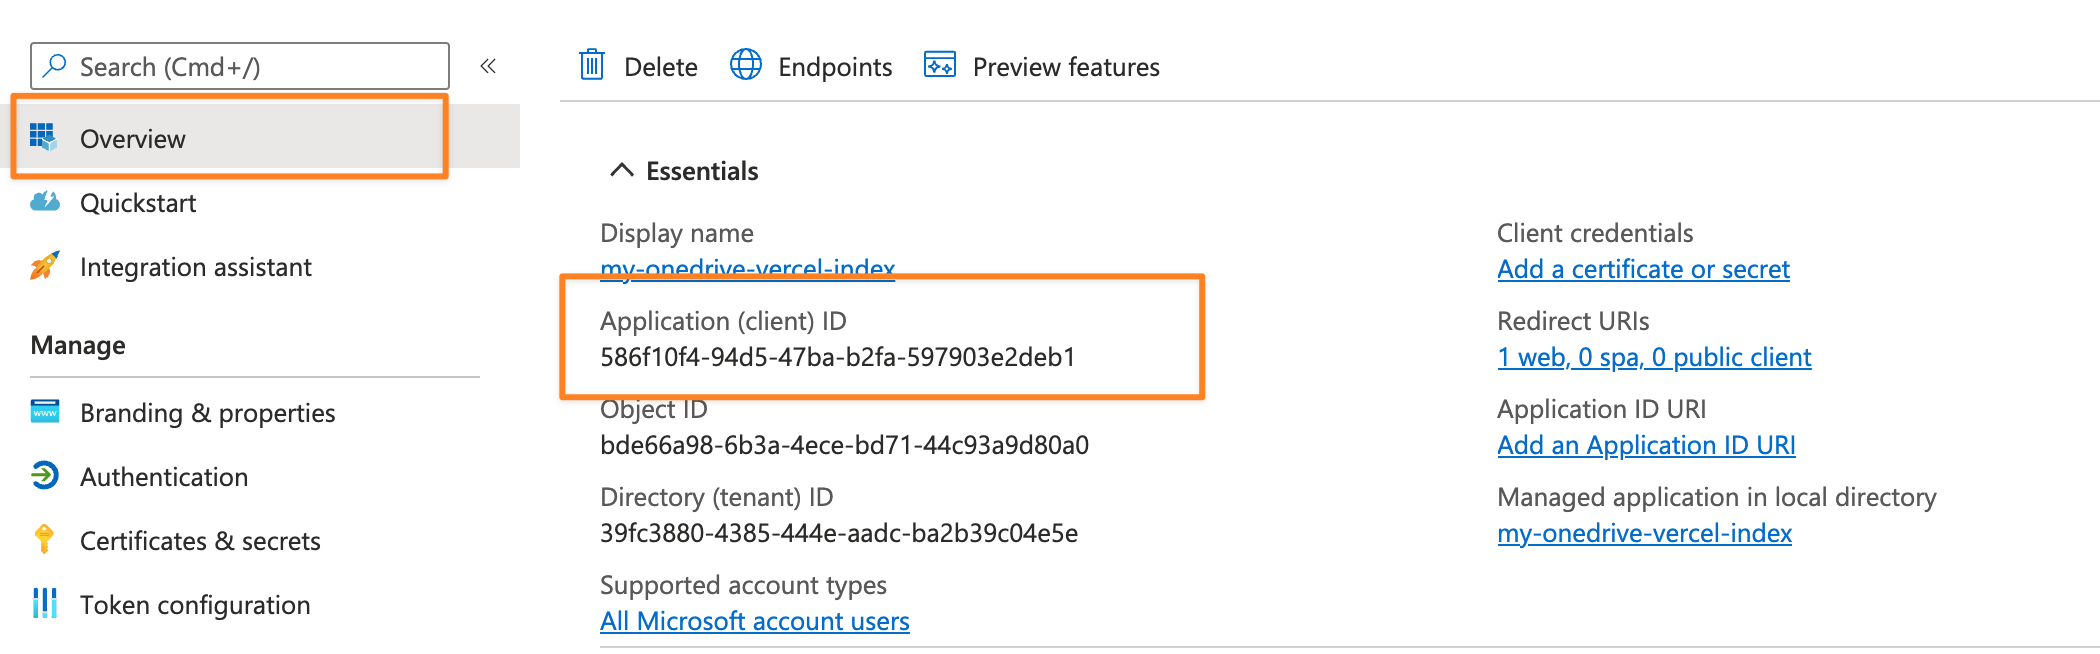 Search (Cmd+/)
«
Overview
Quickstart
Integration assistant
Manage
www
Branding & properties
Authentication
Certificates & secrets
Token configuration
Delete
Endpoints
Preview features
Essentials
Display name
my-onedrive-vercel-index
Application (client) ID
586f10f4-94d5-47ba-b2fa-597903e2deb1
Object ID
bde66a98-6b3a-4ece-bd71-44c93a9d80a0
Directory (tenant) ID
39fc3880-4385-444e-aadc-ba2b39c04e5e
Supported account types
All Microsoft account users
Client credentials
Add a certificate or secret
Redirect URIs
1 web, 0 spa, 0 public client
Application ID URI
Add an Application ID URI
Managed application in local directory
my-onedrive-vercel-index